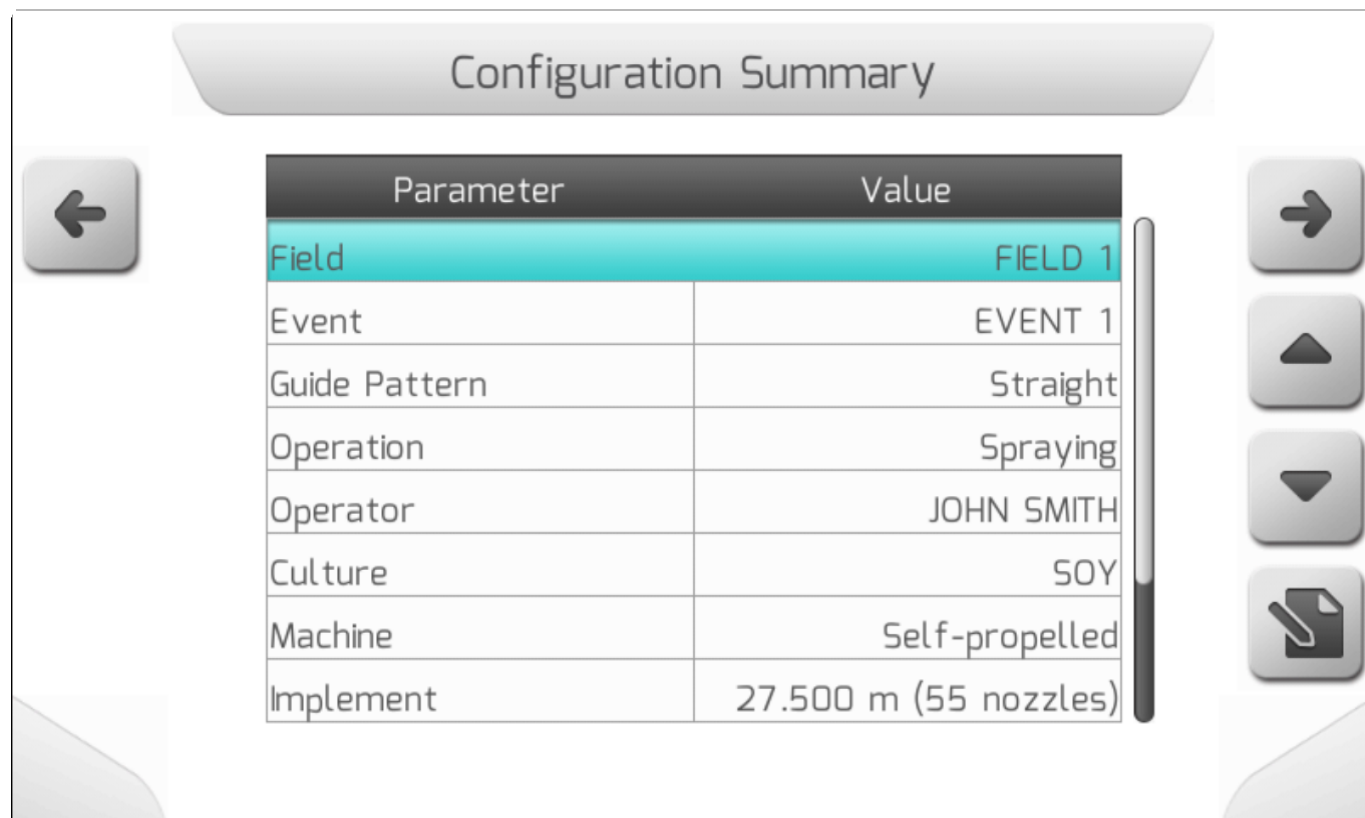 Configuration Summary
Parameter Value
Field FIELD 1
Event EVENT 1
Guide Pattern Straight
Operation Spraying
Operator JOHN SMITH
Culture SOY
Machine Self-propelled
Implement 27.500 m (55 nozzles)